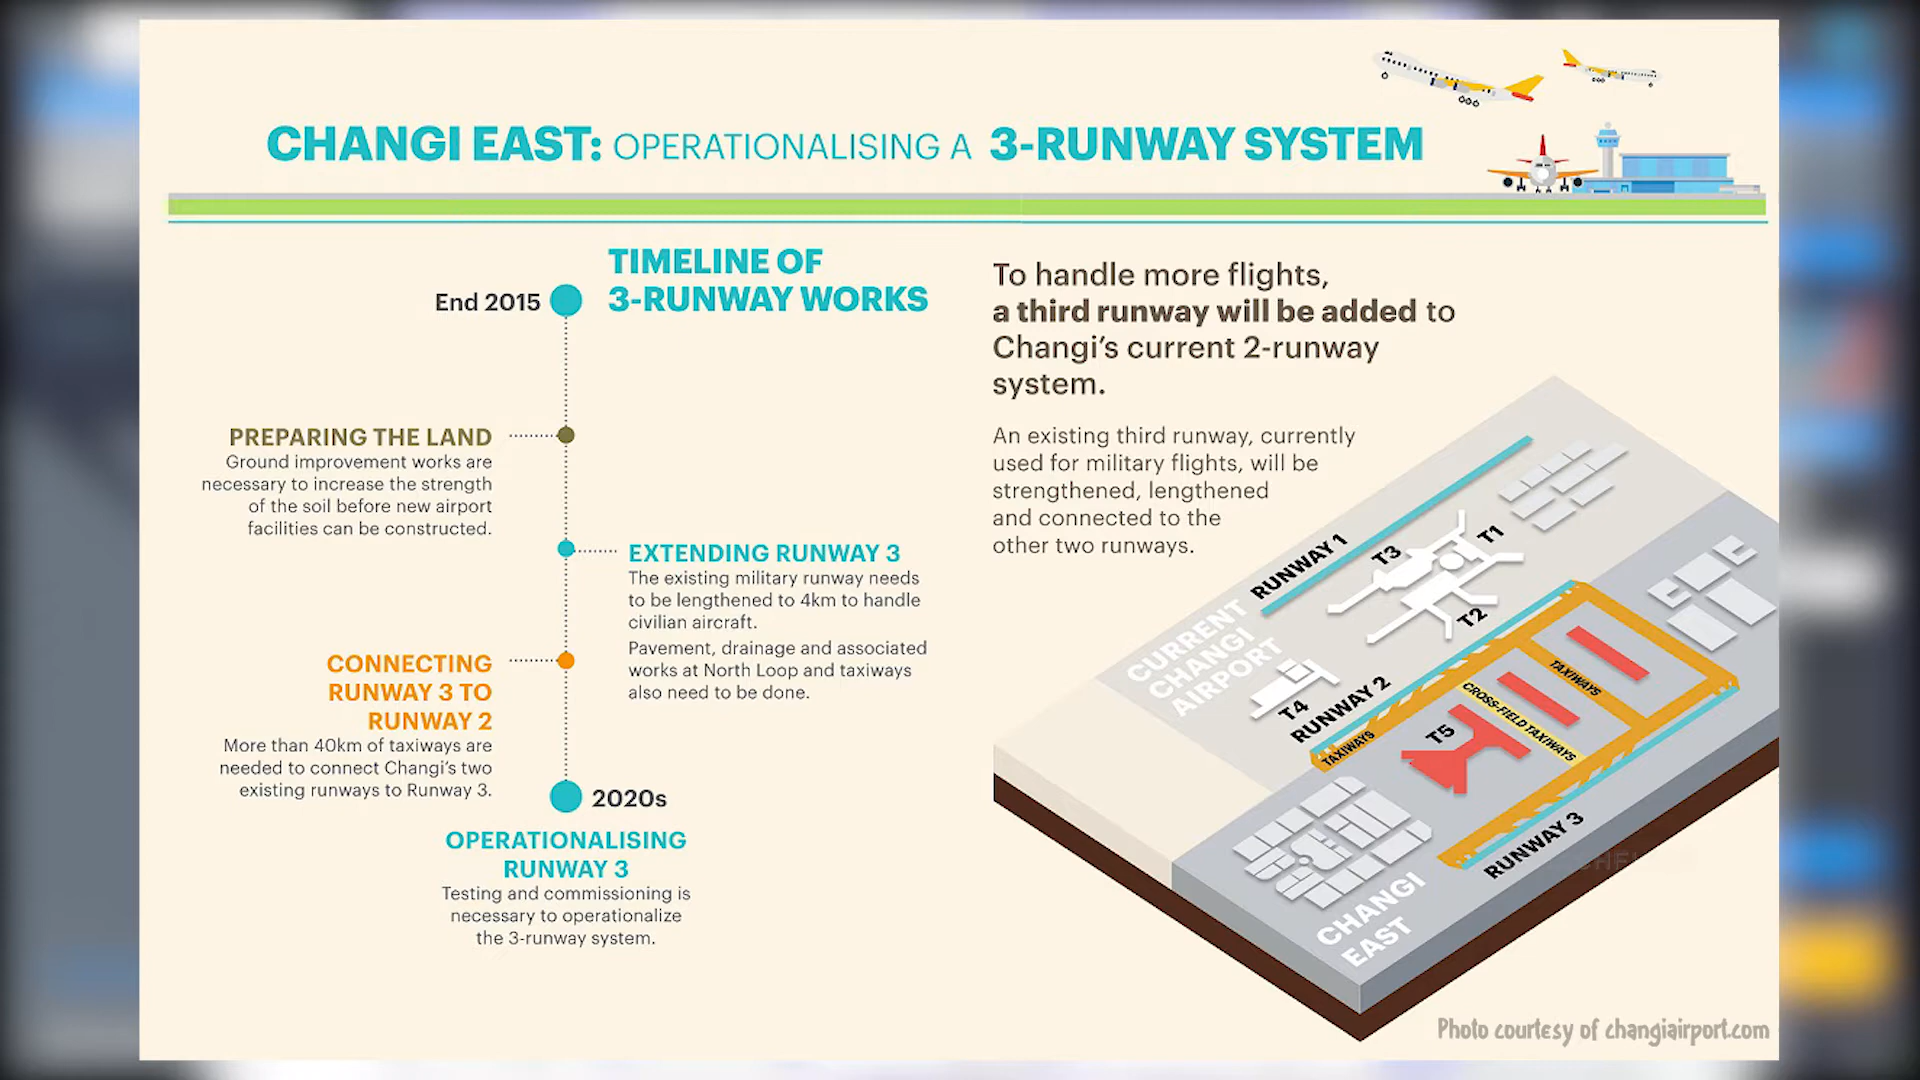 CHANGI EAST: OPERATIONALISING A 3-RUNWAY SYSTEM
TIMELINE OF
3-RUNWAY WORKS
End 2015
PREPARING THE LAND
Ground improvement works are
necessary to increase the strength
of the soil before new airport
facilities can be constructed.
EXTENDING RUNWAY 3
The existing military runway needs
to be lengthened to 4km to handle
civilian aircraft.
Pavement, drainage and associated
works at North Loop and taxiways
also need to be done.
CONNECTING
RUNWAY 3 TO
RUNWAY 2
More than 40km of taxiways are
needed to connect Changi's two
existing runways to Runway 3.
2020s
OPERATIONALISING
RUNWAY 3
Testing and commissioning is
necessary to operationalize
the 3-runway system.
To handle more flights,
a third runway will be added to
Changi's current 2-runway
system.
An existing third runway, currently
used for military flights, will be
strengthened, lengthened
and connected to the
other two runways.
RUNWAY 1
T3
T1
T2
CURRENT
CHANGI
AIRPORT
T4
RUNWAY 2
TAXIWAYS
TAXIWAYS
CROSS-FIELD TAXIWAYS
T5
RUNWAY 3
CHANGI
EAST
Photo courtesy of changiairport.com